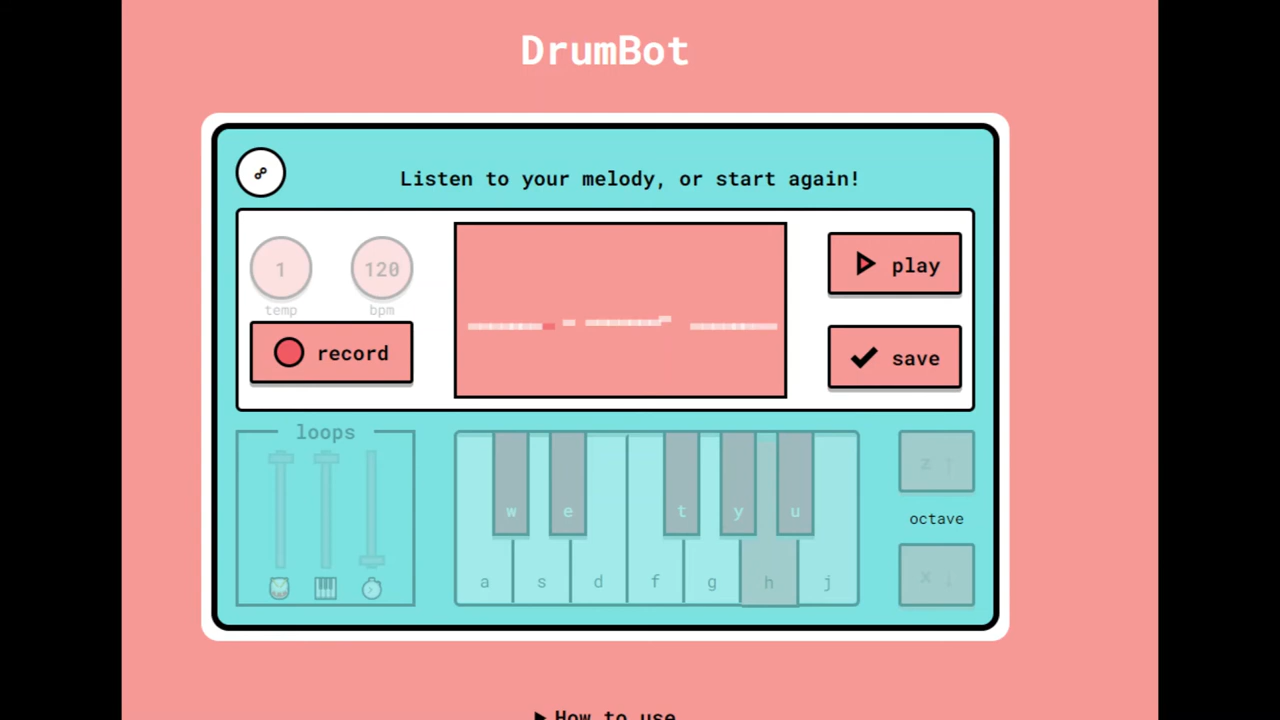 DrumBot
Listen to your melody, or start again!
1
120
temp
bpm
play
record
save
loops
w
e
t
y
u
z ↑
octave
a
s
d
f
g
h
j
x ↓
▶ How to use